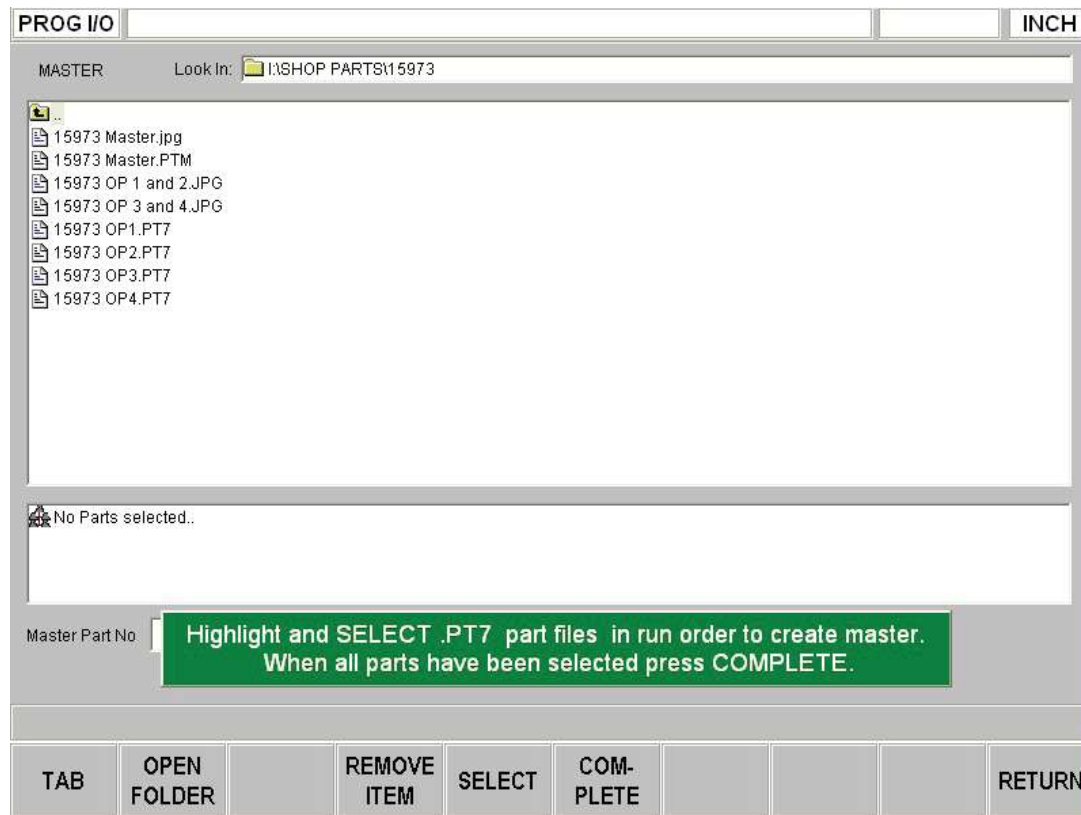 PROG I/O
INCH
MASTER Look In: I:\SHOP PARTS\15973
..
15973 Master.jpg
15973 Master.PTM
15973 OP 1 and 2.JPG
15973 OP 3 and 4.JPG
15973 OP1.PT7
15973 OP2.PT7
15973 OP3.PT7
15973 OP4.PT7
No Parts selected..
Master Part No
Highlight and SELECT .PT7 part files in run order to create master.
When all parts have been selected press COMPLETE.
TAB
OPEN
FOLDER
REMOVE
ITEM
SELECT
COM-
PLETE
RETURN